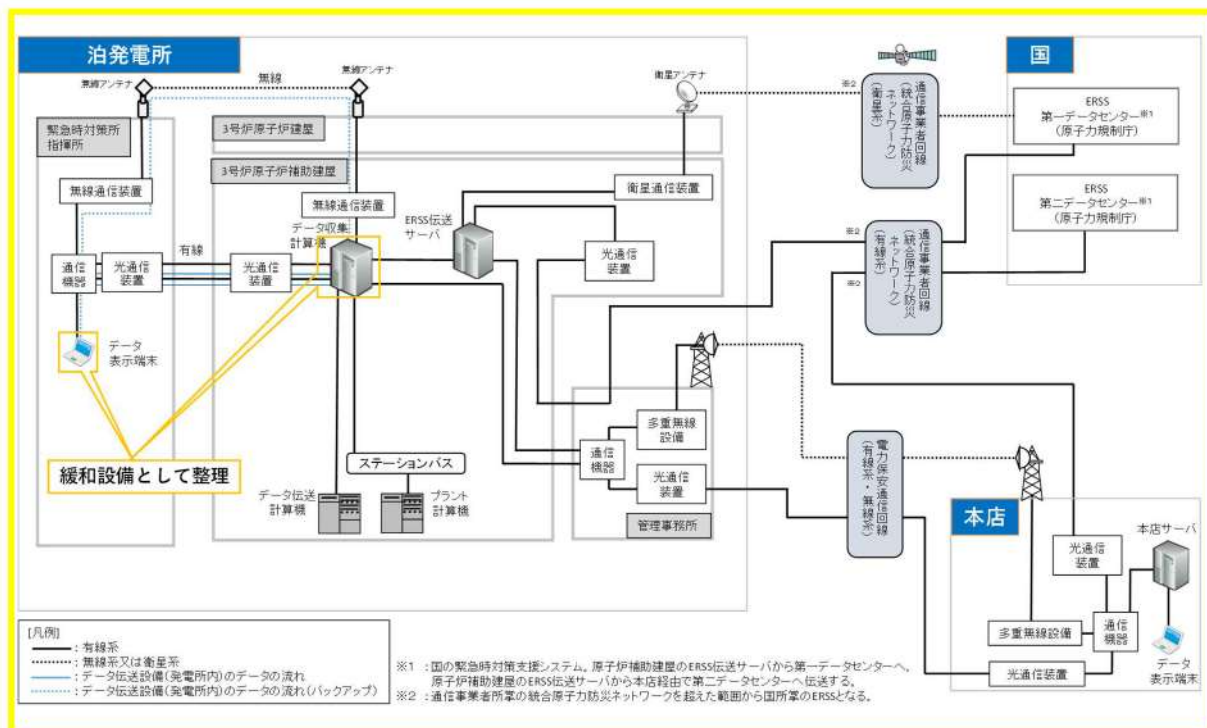 泊発電所
国
無線アンテナ
無線
無線アンテナ
衛星アンテナ
※2
通信事業者回線
(統合原子力防災
ネットワーク)
(衛星系)
ERSS
第一データセンター※1
(原子力規制庁)
緊急時対策所
指揮所
3号炉原子炉建屋
3号炉原子炉補助建屋
無線通信装置
無線通信装置
衛星通信装置
ERSS
第二データセンター※1
(原子力規制庁)
データ収集
計算機
ERSS伝送
サーバ
有線
通信
機器
光通信
装置
光通信
装置
光通信
装置
※2
※2
通信事業者回線
(統合原子力防災
ネットワーク)
(有線系)
データ
表示端末
緩和設備として整理
ステーションバス
データ伝送
計算機
プラント
計算機
通信
機器
多重無線
設備
光通信
装置
管理事務所
電力保安通信回線
(有線系・無線系)
本店
本店サーバ
光通信
装置
多重無線設備
通信
機器
光通信装置
データ
表示端末
[凡例]
:有線系
:無線系又は衛星系
:データ伝送設備(発電所内)のデータの流れ
:データ伝送設備(発電所内)のデータの流れ(バックアップ)
※1 :国の緊急時対策支援システム。原子炉補助建屋のERSS伝送サーバから第一データセンターへ、
原子炉補助建屋のERSS伝送サーバから本店経由で第二データセンターへ伝送する。
※2 :通信事業者所掌の統合原子力防災ネットワークを超えた範囲から国所掌のERSSとなる。